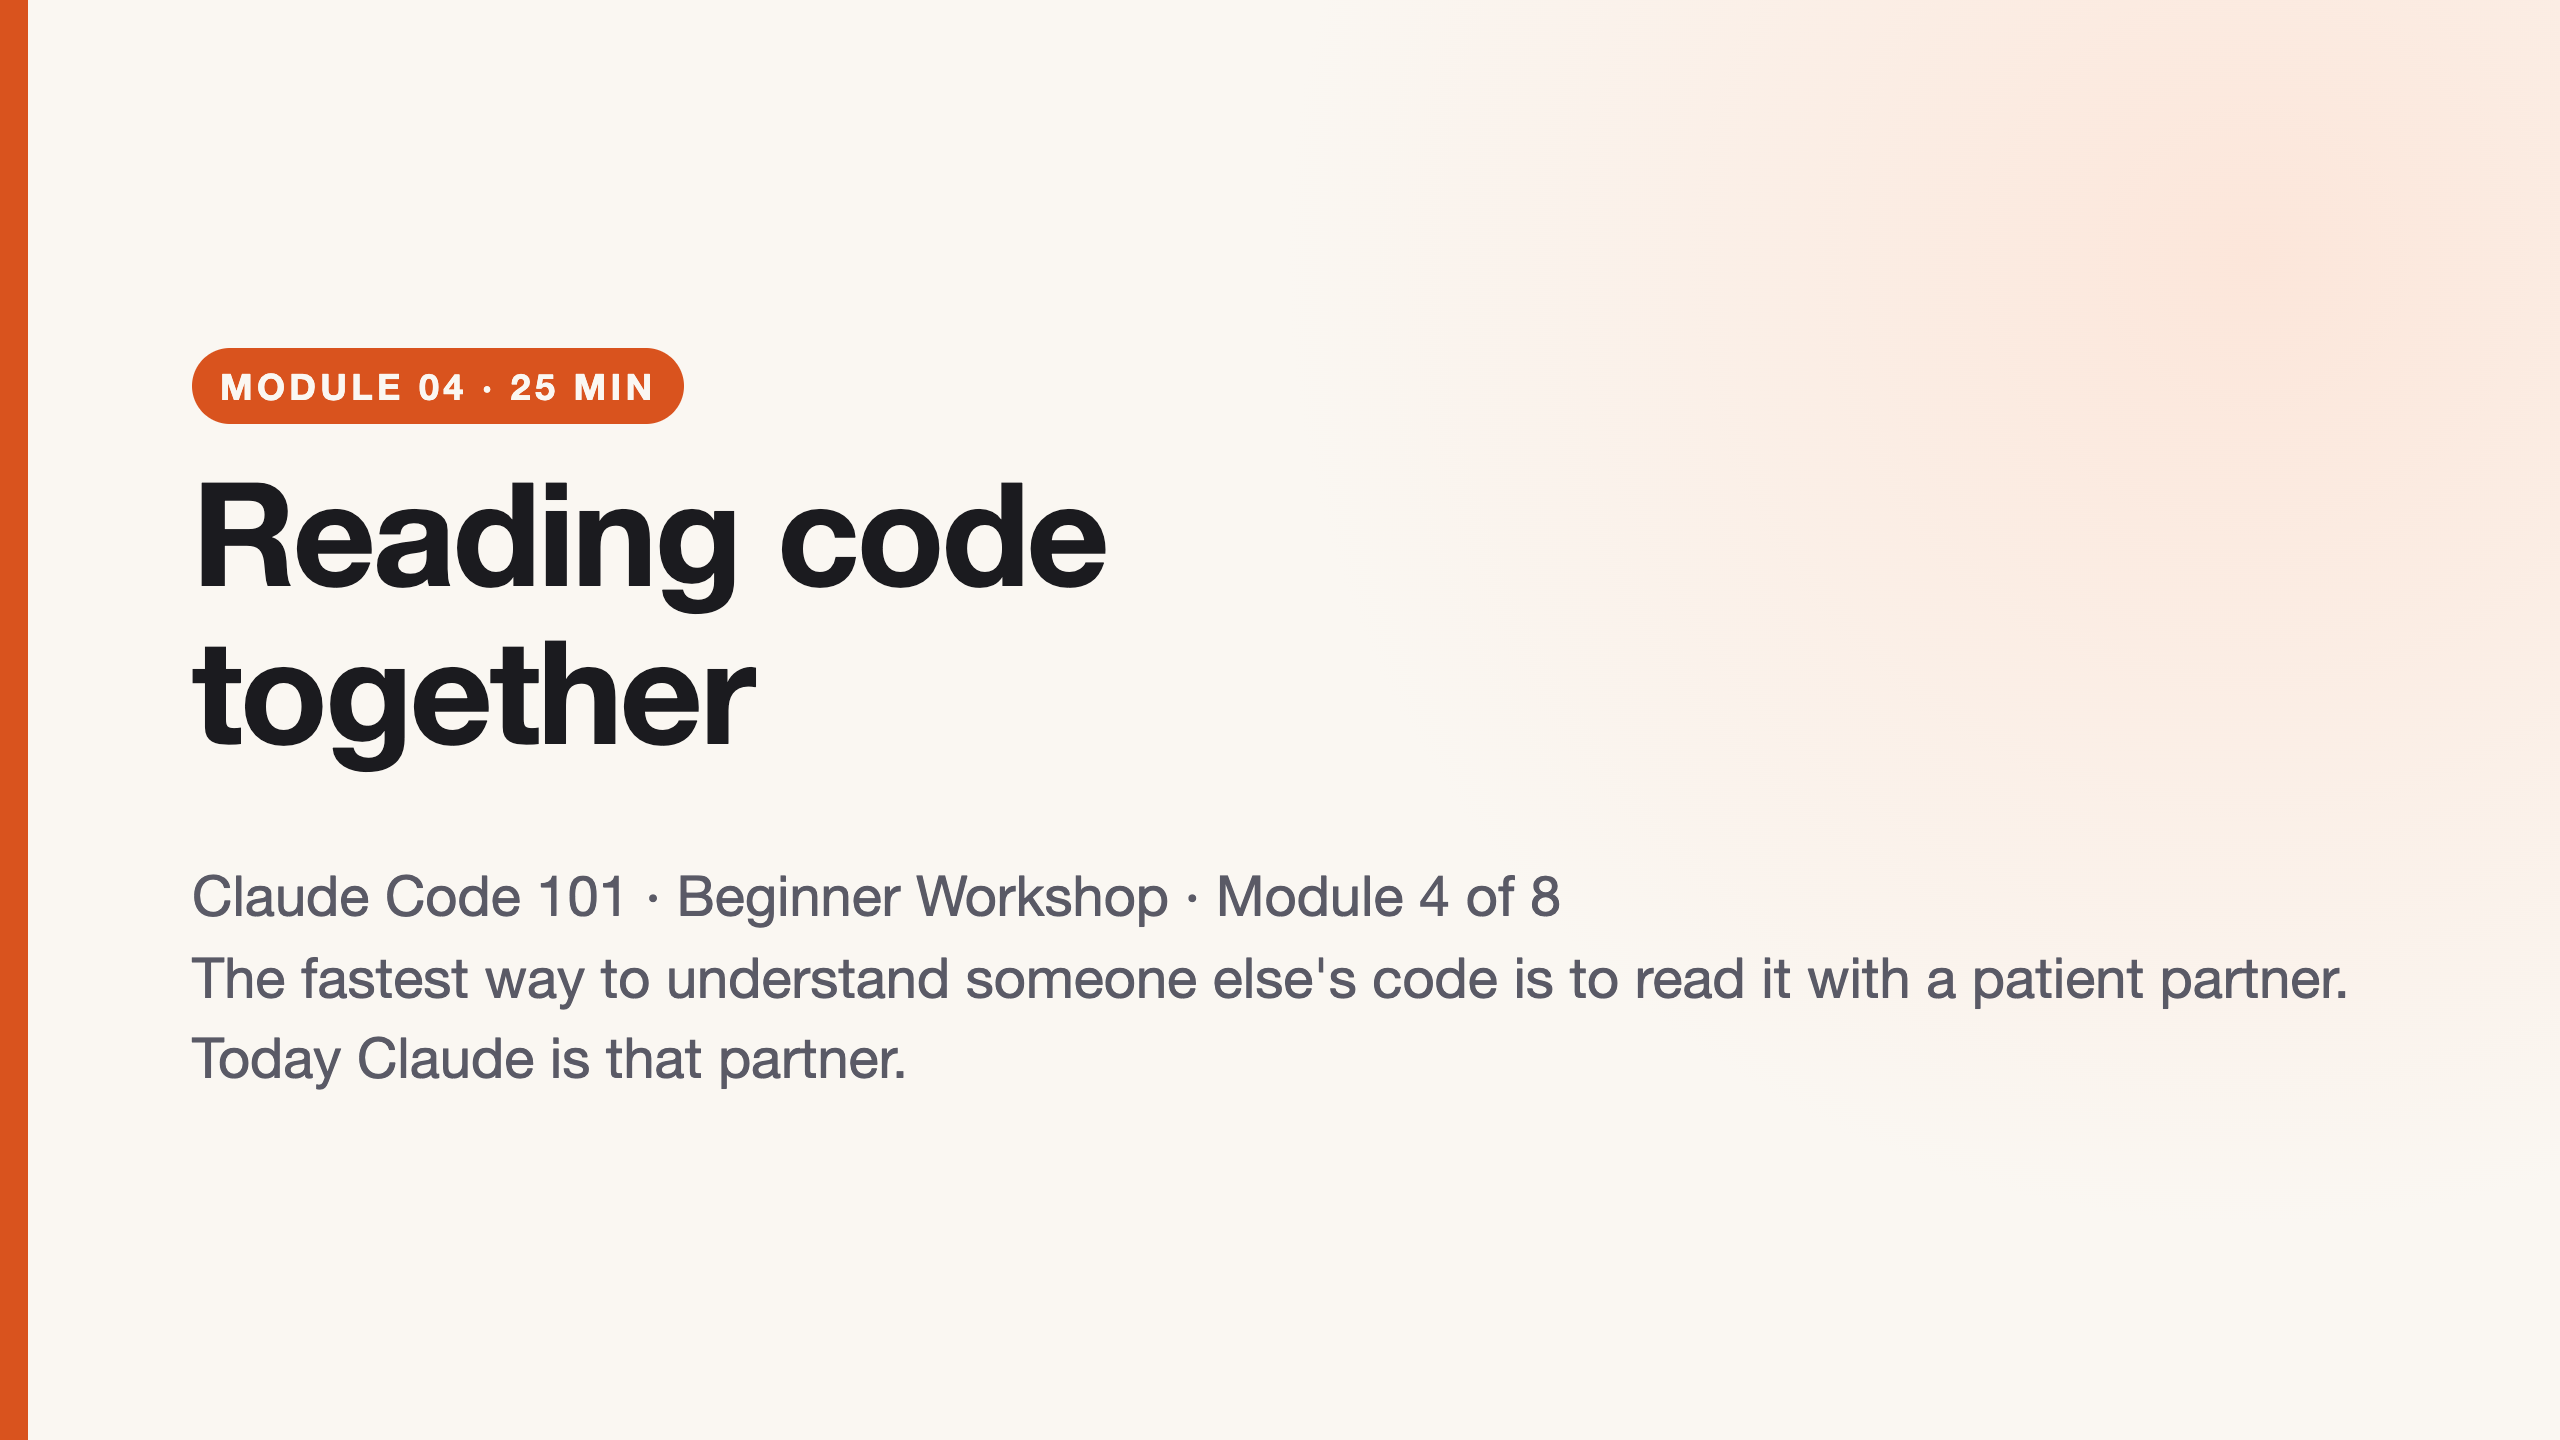 MODULE 04 · 25 MIN
Reading code
together
Claude Code 101 · Beginner Workshop · Module 4 of 8
The fastest way to understand someone else's code is to read it with a patient partner.
Today Claude is that partner.